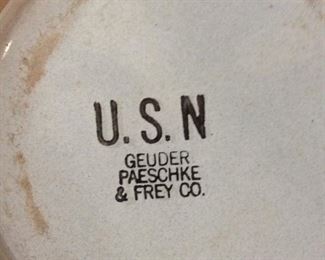 U.S.N
GEUDER
PAESCHKE
& FREY CO.